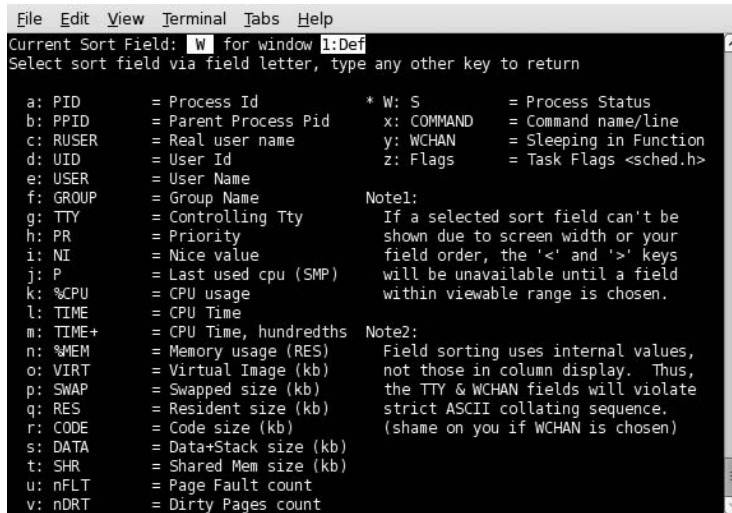 File Edit View Terminal Tabs Help
Current Sort Field: W for window 1:Def
Select sort field via field letter, type any other key to return
a: PID = Process Id
b: PPID = Parent Process Pid
c: RUSER = Real user name
d: UID = User Id
e: USER = User Name
f: GROUP = Group Name
g: TTY = Controlling Tty
h: PR = Priority
i: NI = Nice value
j: P = Last used cpu (SMP)
k: %CPU = CPU usage
l: TIME = CPU Time
m: TIME+ = CPU Time, hundredths
n: %MEM = Memory usage (RES)
o: VIRT = Virtual Image (kb)
p: SWAP = Swapped size (kb)
q: RES = Resident size (kb)
r: CODE = Code size (kb)
s: DATA = Data+Stack size (kb)
t: SHR = Shared Mem size (kb)
u: nFLT = Page Fault count
v: nDRT = Dirty Pages count
* W: S = Process Status
x: COMMAND = Command name/line
y: WCHAN = Sleeping in Function
z: Flags = Task Flags <sched.h>
Note1:
If a selected sort field can't be
shown due to screen width or your
field order, the '<' and '>' keys
will be unavailable until a field
within viewable range is chosen.
Note2:
Field sorting uses internal values,
not those in column display. Thus,
the TTY & WCHAN fields will violate
strict ASCII collating sequence.
(shame on you if WCHAN is chosen)